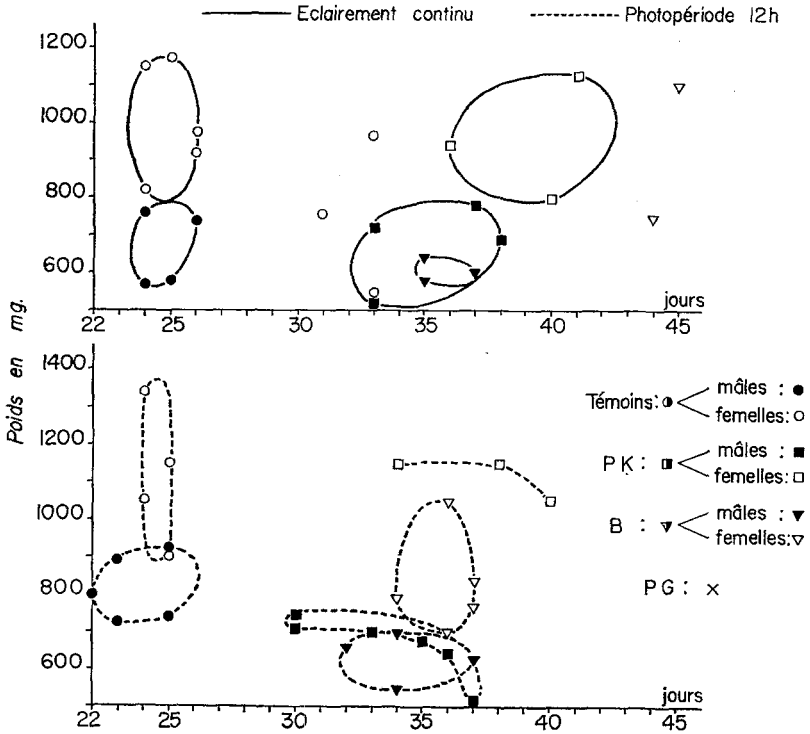 Eclairement continu Photopériode 12h
1200
1000
800
600
jours
22 25 30 35 40 45
Poids en mg.
1400
1200
1000
800
600
jours
22 25 30 35 40 45
Témoins: mâles :
femelles:
PK : mâles :
femelles:
B : mâles :
femelles:
PG : ×